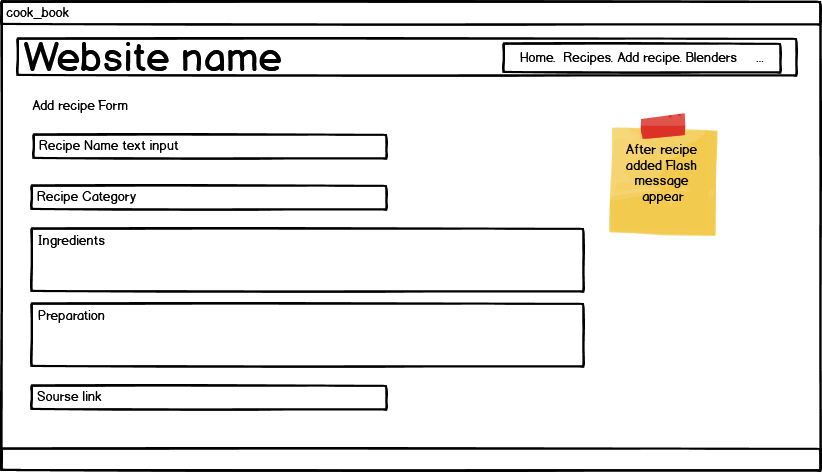 cook_book
Website name
Home. Recipes. Add recipe. Blenders ...
Add recipe Form
Recipe Name text input
Recipe Category
Ingredients
Preparation
Sourse link
After recipe
added Flash
message
appear